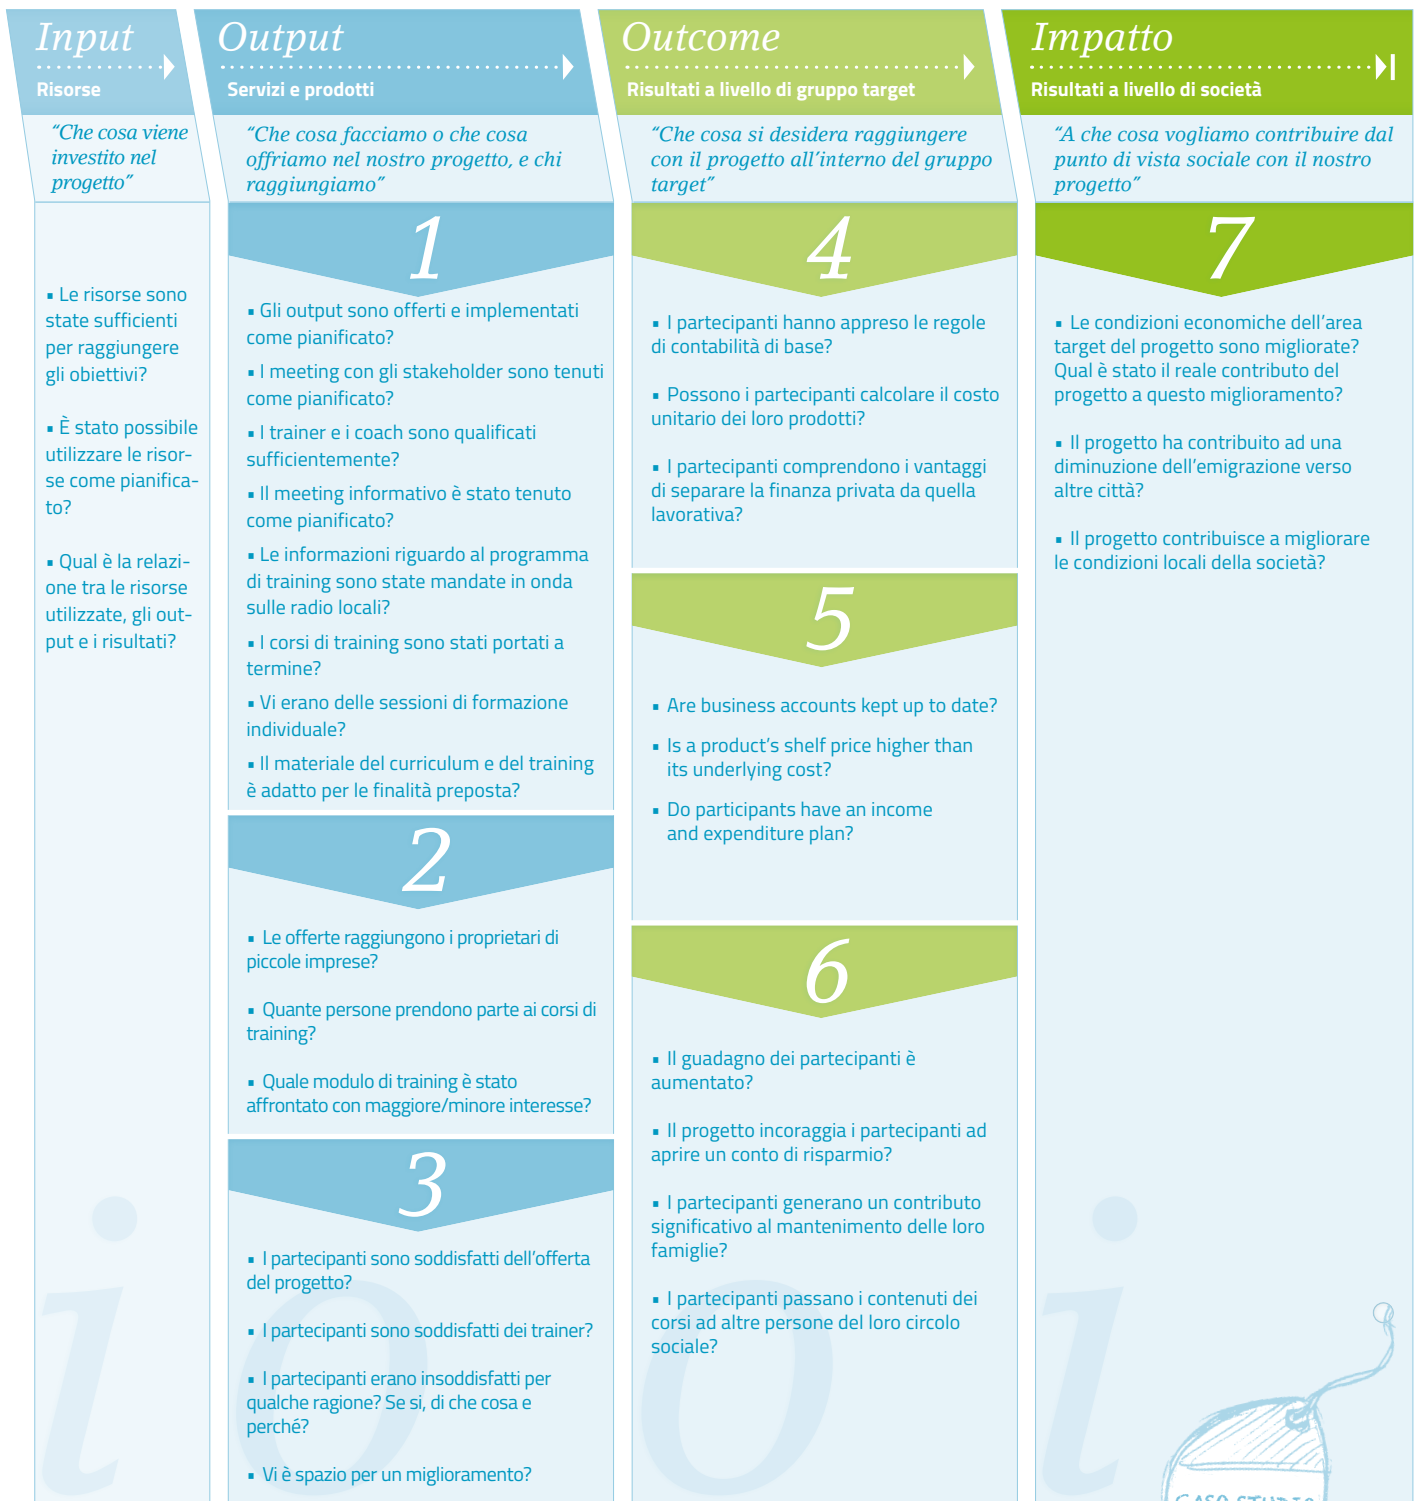 Input
Risorse
“Che cosa viene
investito nel
progetto”
▪ Le risorse sono
state sufficienti
per raggiungere
gli obiettivi?
▪ È stato possibile
utilizzare le risor-
se come pianifica-
to?
▪ Qual è la relazi-
one tra le risorse
utilizzate, gli out-
put e i risultati?
Output
Servizi e prodotti
“Che cosa facciamo o che cosa
offriamo nel nostro progetto, e chi
raggiungiamo”
1
▪ Gli output sono offerti e implementati
come pianificato?
▪ I meeting con gli stakeholder sono tenuti
come pianificato?
▪ I trainer e i coach sono qualificati
sufficientemente?
▪ Il meeting informativo è stato tenuto
come pianificato?
▪ Le informazioni riguardo al programma
di training sono state mandate in onda
sulle radio locali?
▪ I corsi di training sono stati portati a
termine?
▪ Vi erano delle sessioni di formazione
individuale?
▪ Il materiale del curriculum e del training
è adatto per le finalità preposta?
2
▪ Le offerte raggiungono i proprietari di
piccole imprese?
▪ Quante persone prendono parte ai corsi di
training?
▪ Quale modulo di training è stato
affrontato con maggiore/minore interesse?
3
▪ I partecipanti sono soddisfatti dell’offerta
del progetto?
▪ I partecipanti sono soddisfatti dei trainer?
▪ I partecipanti erano insoddisfatti per
qualche ragione? Se si, di che cosa e
perché?
▪ Vi è spazio per un miglioramento?
Outcome
Risultati a livello di gruppo target
“Che cosa si desidera raggiungere
con il progetto all’interno del gruppo
target”
4
▪ I partecipanti hanno appreso le regole
di contabilità di base?
▪ Possono i partecipanti calcolare il costo
unitario dei loro prodotti?
▪ I partecipanti comprendono i vantaggi
di separare la finanza privata da quella
lavorativa?
5
▪ Are business accounts kept up to date?
▪ Is a product’s shelf price higher than
its underlying cost?
▪ Do participants have an income
and expenditure plan?
6
▪ Il guadagno dei partecipanti è
aumentato?
▪ Il progetto incoraggia i partecipanti ad
aprire un conto di risparmio?
▪ I partecipanti generano un contributo
significativo al mantenimento delle loro
famiglie?
▪ I partecipanti passano i contenuti dei
corsi ad altre persone del loro circolo
sociale?
Impatto
Risultati a livello di società
“A che cosa vogliamo contribuire dal
punto di vista sociale con il nostro
progetto”
7
▪ Le condizioni economiche dell’area
target del progetto sono migliorate?
Qual è stato il reale contributo del
progetto a questo miglioramento?
▪ Il progetto ha contribuito ad una
diminuzione dell’emigrazione verso
altre città?
▪ Il progetto contribuisce a migliorare
le condizioni locali della società?
i o o i
CASO STUDIO